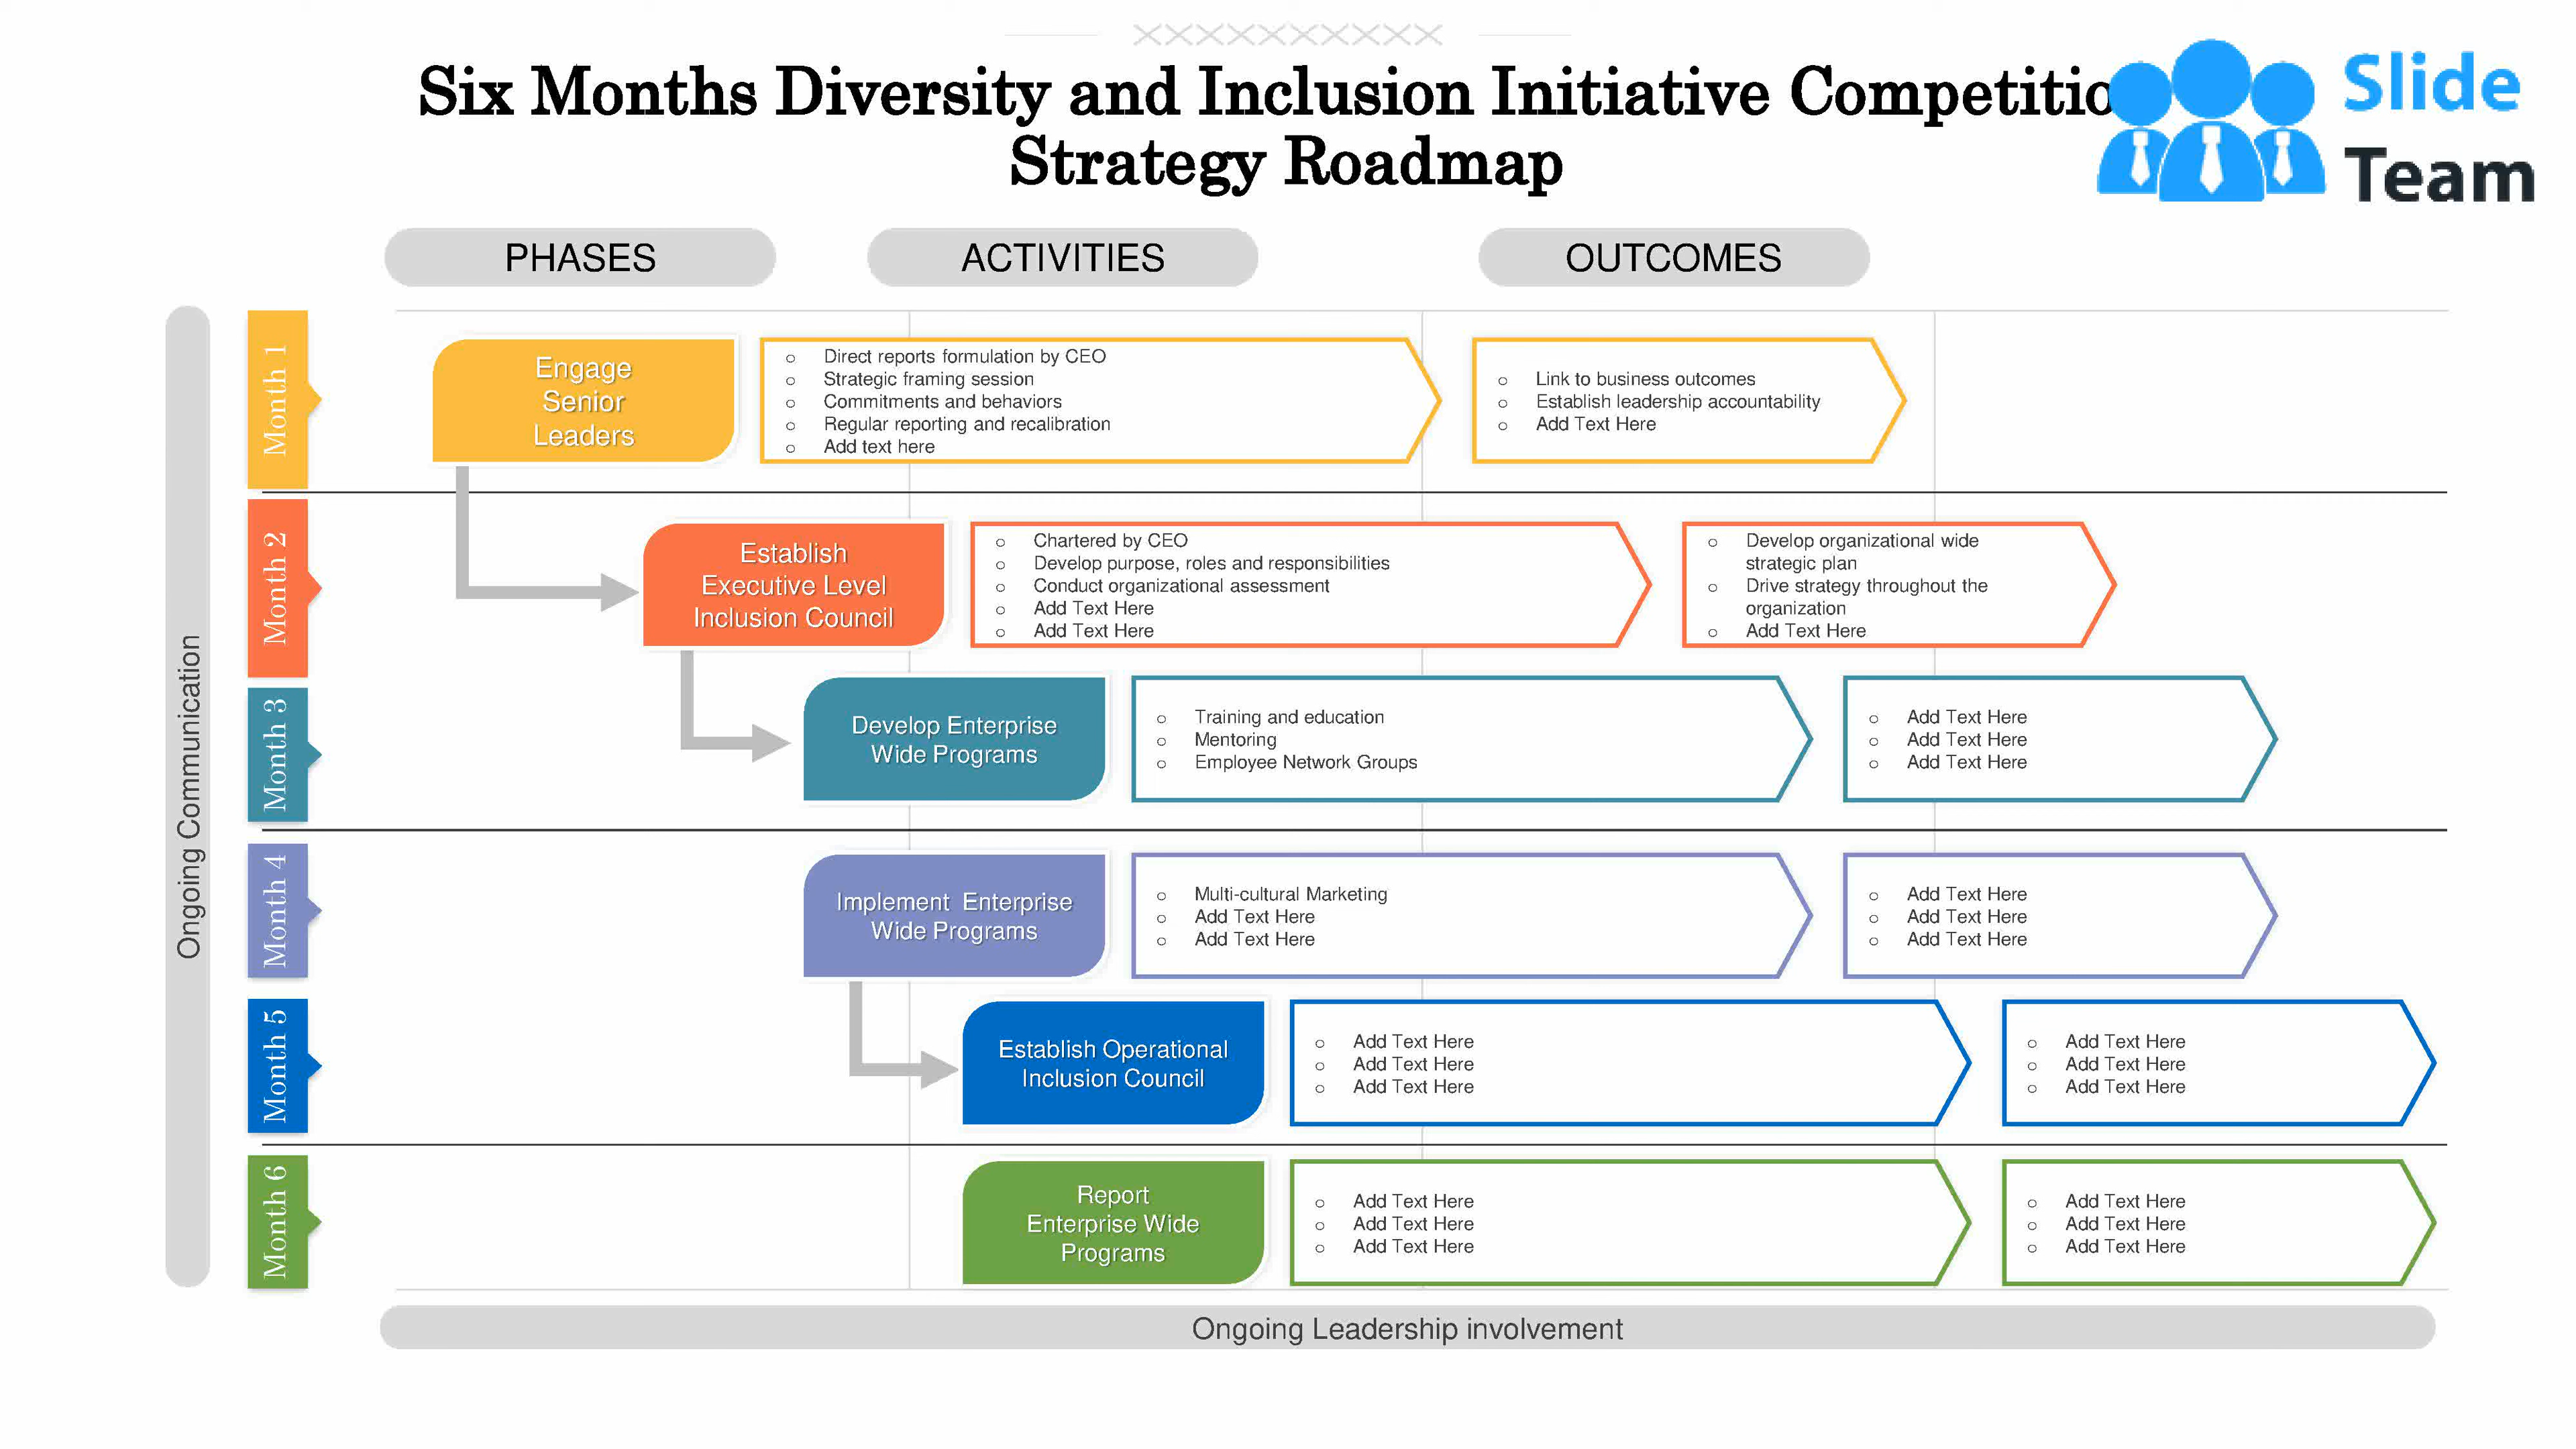 Six Months Diversity and Inclusion Initiative Competitio
Strategy Roadmap
Slide
Team
PHASES
ACTIVITIES
OUTCOMES
Ongoing Communication
Month 1
Engage
Senior
Leaders
Direct reports formulation by CEO
Strategic framing session
Commitments and behaviors
Regular reporting and recalibration
Add text here
Link to business outcomes
Establish leadership accountability
Add Text Here
Month 2
Establish
Executive Level
Inclusion Council
Chartered by CEO
Develop purpose, roles and responsibilities
Conduct organizational assessment
Add Text Here
Add Text Here
Develop organizational wide
strategic plan
Drive strategy throughout the
organization
Add Text Here
Month 3
Develop Enterprise
Wide Programs
Training and education
Mentoring
Employee Network Groups
Add Text Here
Add Text Here
Add Text Here
Month 4
Implement Enterprise
Wide Programs
Multi-cultural Marketing
Add Text Here
Add Text Here
Add Text Here
Add Text Here
Add Text Here
Month 5
Establish Operational
Inclusion Council
Add Text Here
Add Text Here
Add Text Here
Add Text Here
Add Text Here
Add Text Here
Month 6
Report
Enterprise Wide
Programs
Add Text Here
Add Text Here
Add Text Here
Add Text Here
Add Text Here
Add Text Here
Ongoing Leadership involvement